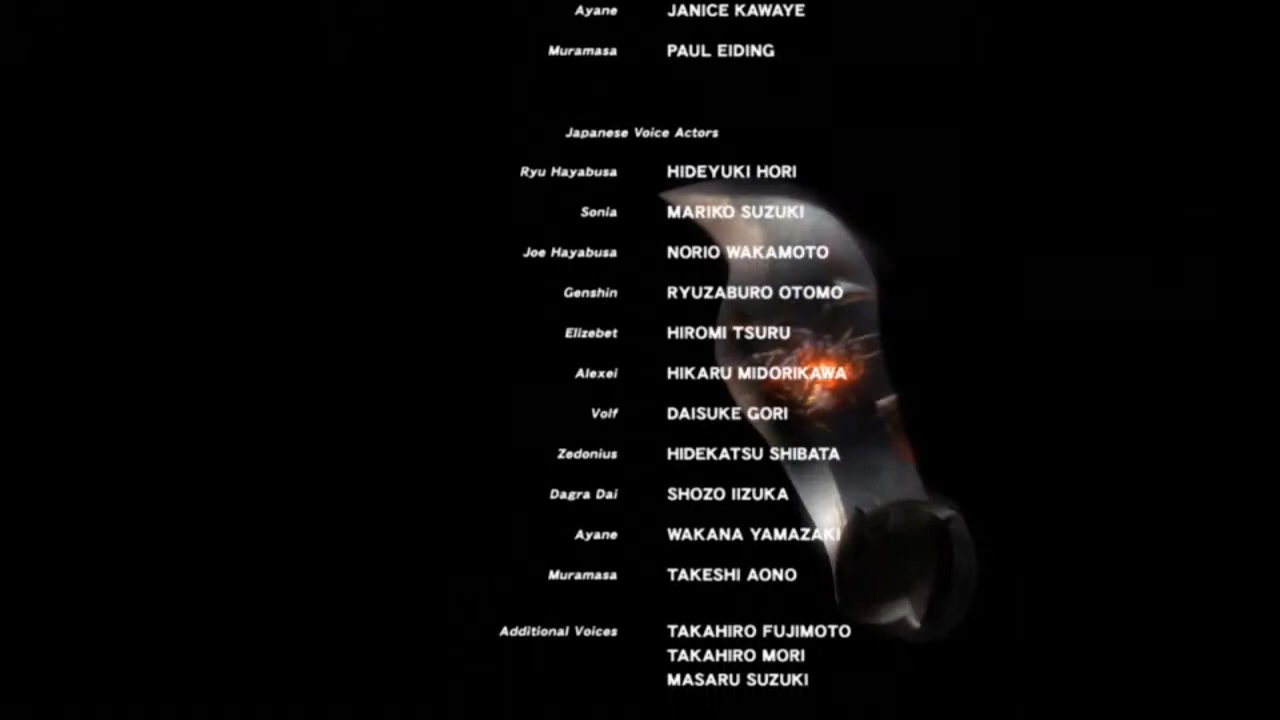 Ayane JANICE KAWAYE
Muramasa PAUL EIDING
Japanese Voice Actors
Ryu Hayabusa HIDEYUKI HORI
Sonia MARIKO SUZUKI
Joe Hayabusa NORIO WAKAMOTO
Genshin RYUZABURO OTOMO
Elizebet HIROMI TSURU
Alexei HIKARU MIDORIKAWA
Volf DAISUKE GORI
Zedonius HIDEKATSU SHIBATA
Dagra Dai SHOZO IIZUKA
Ayane WAKANA YAMAZAKI
Muramasa TAKESHI AONO
Additional Voices TAKAHIRO FUJIMOTO
TAKAHIRO MORI
MASARU SUZUKI